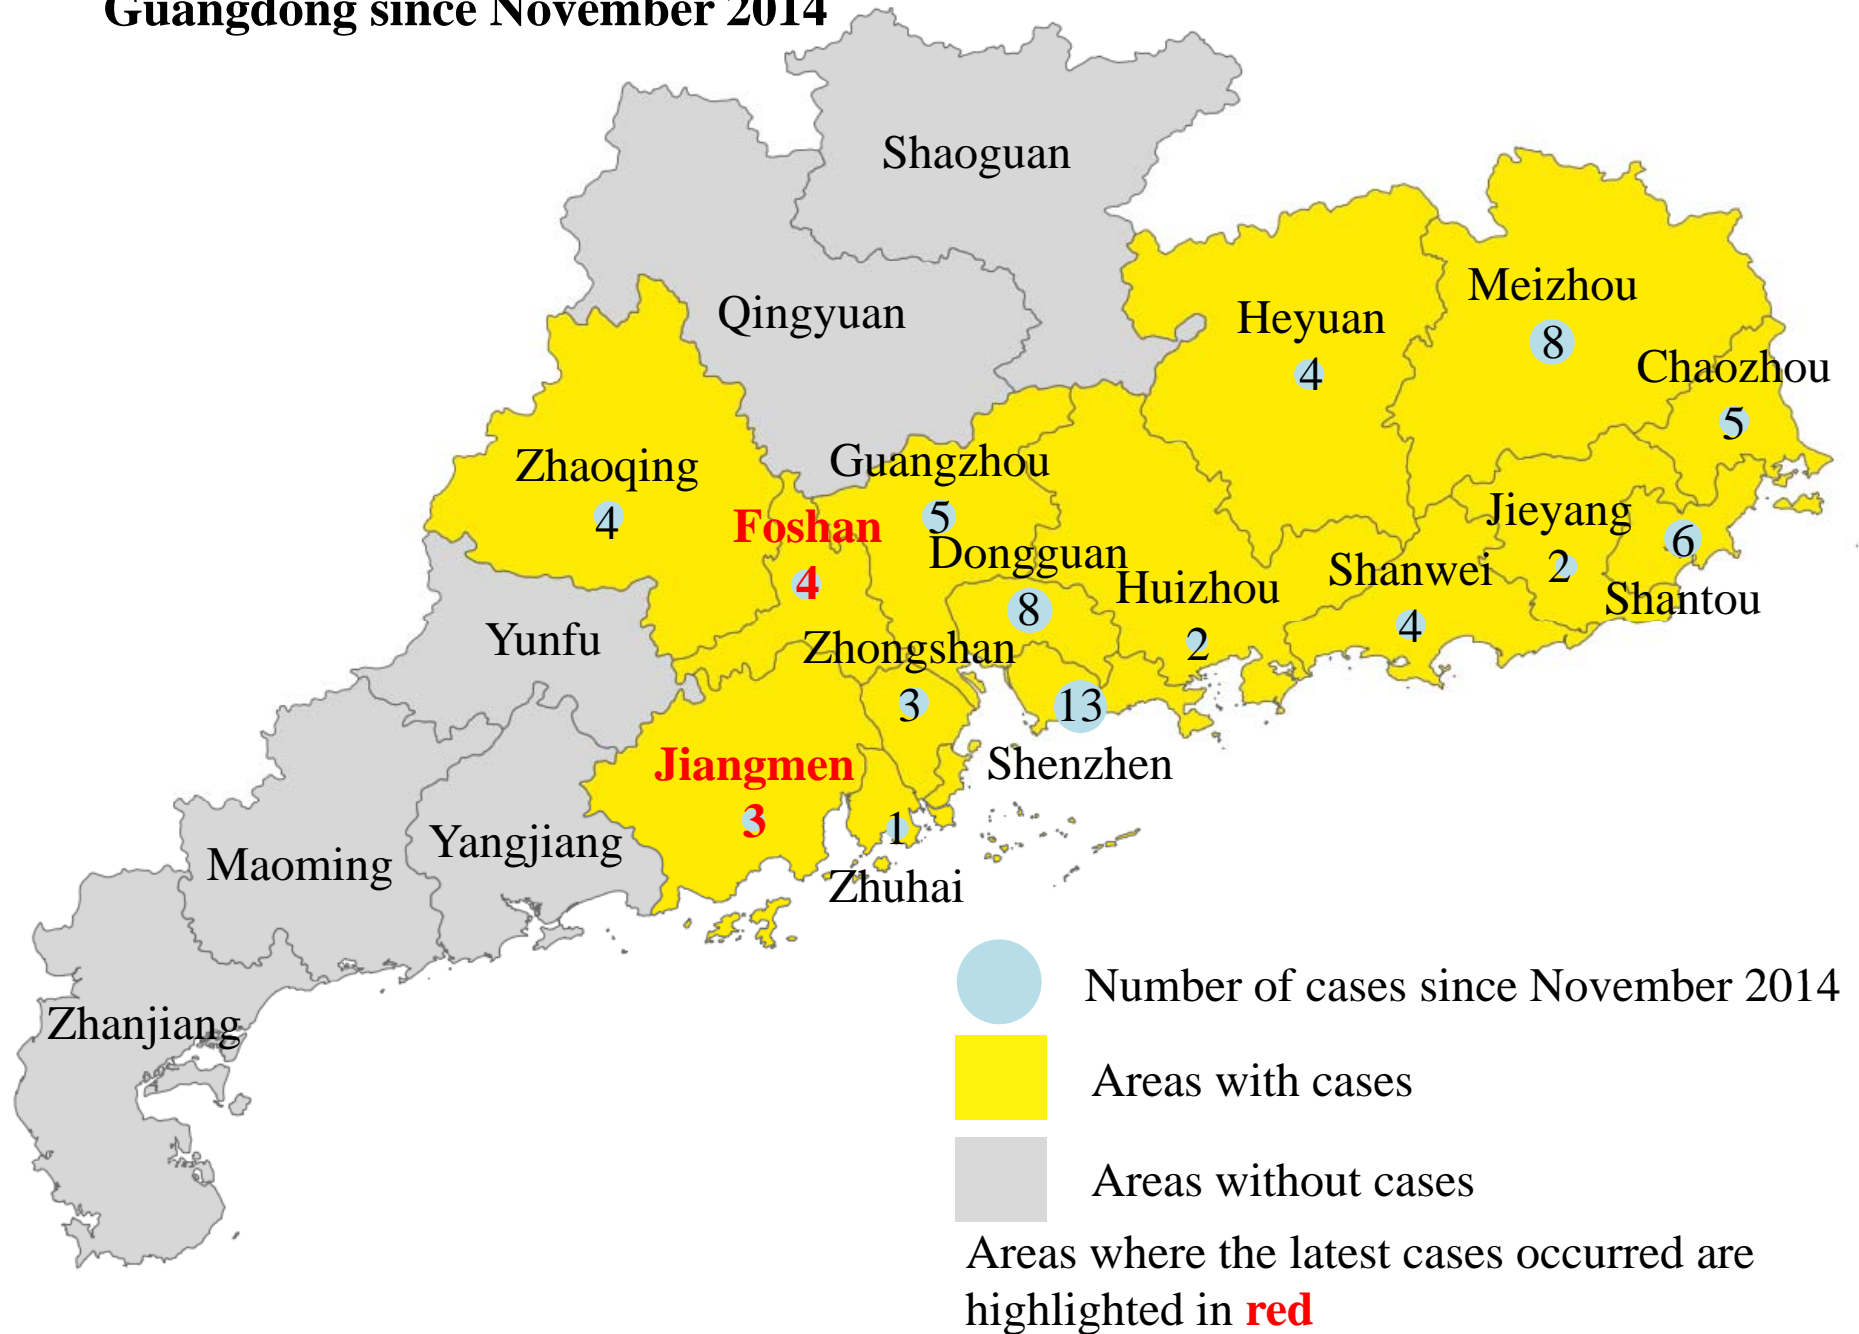 Guangdong since November 2014
Shaoguan
Qingyuan
Meizhou
8
Heyuan
4
Chaozhou
5
Zhaoqing
4
Guangzhou
5
Foshan
4
Dongguan
8
Huizhou
2
Shanwei
4
Jieyang
2
6
Shantou
Yunfu
Zhongshan
3
13
Shenzhen
Jiangmen
3
1
Zhuhai
Yangjiang
Maoming
Zhanjiang
Number of cases since November 2014
Areas with cases
Areas without cases
Areas where the latest cases occurred are
highlighted in red